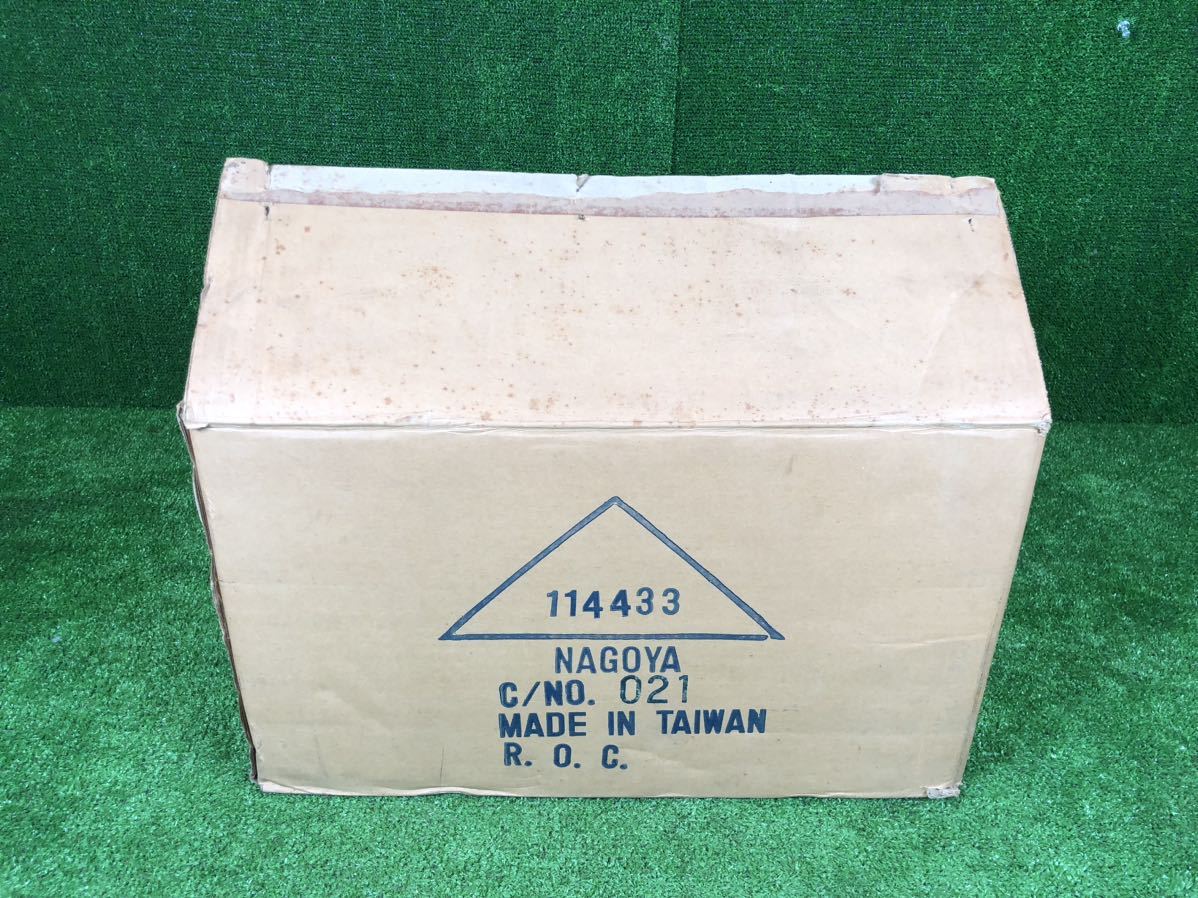 114433
NAGOYA
C/NO. 021
MADE IN TAIWAN
R. O. C.